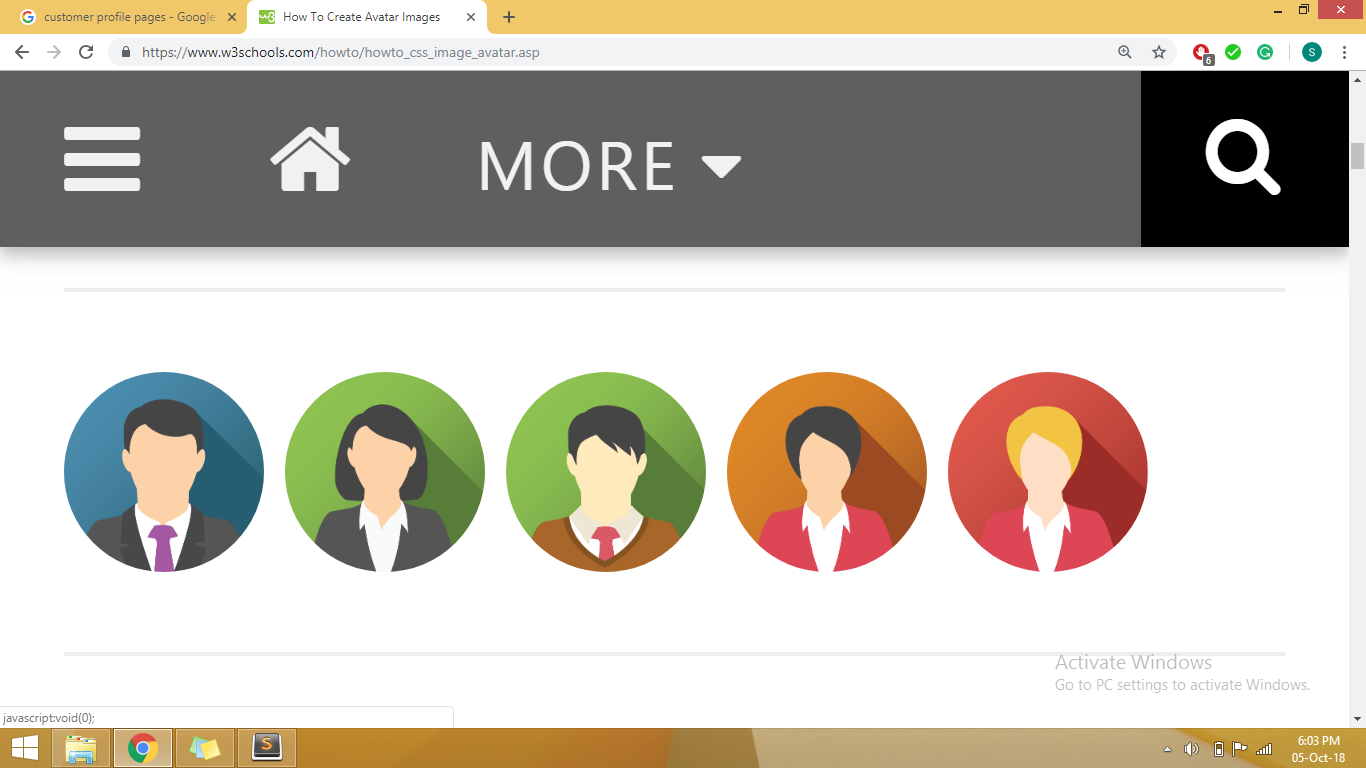 customer profile pages - Google
How To Create Avatar Images
https://www.w3schools.com/howto/howto_css_image_avatar.asp
6
S
MORE
Activate Windows
Go to PC settings to activate Windows.
javascript:void(0);
6:03 PM
05-Oct-18